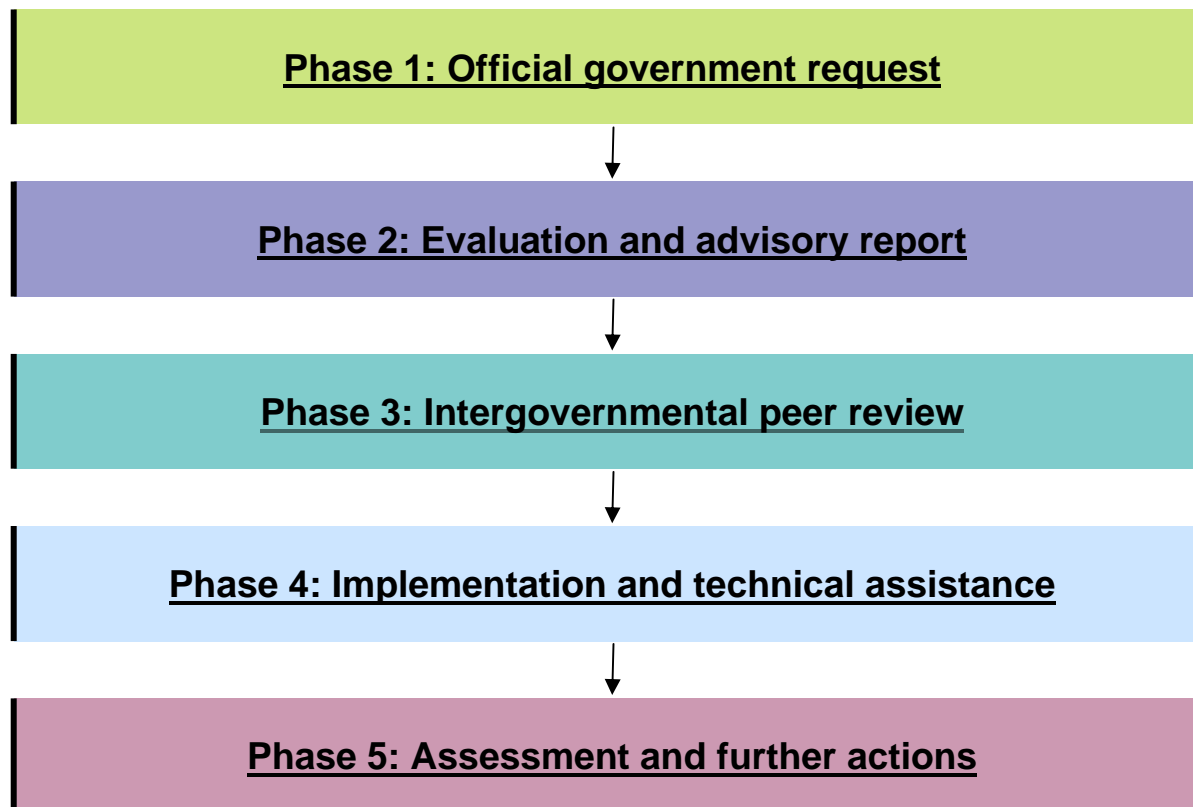 Phase 1: Official government request
Phase 2: Evaluation and advisory report
Phase 3: Intergovernmental peer review
Phase 4: Implementation and technical assistance
Phase 5: Assessment and further actions